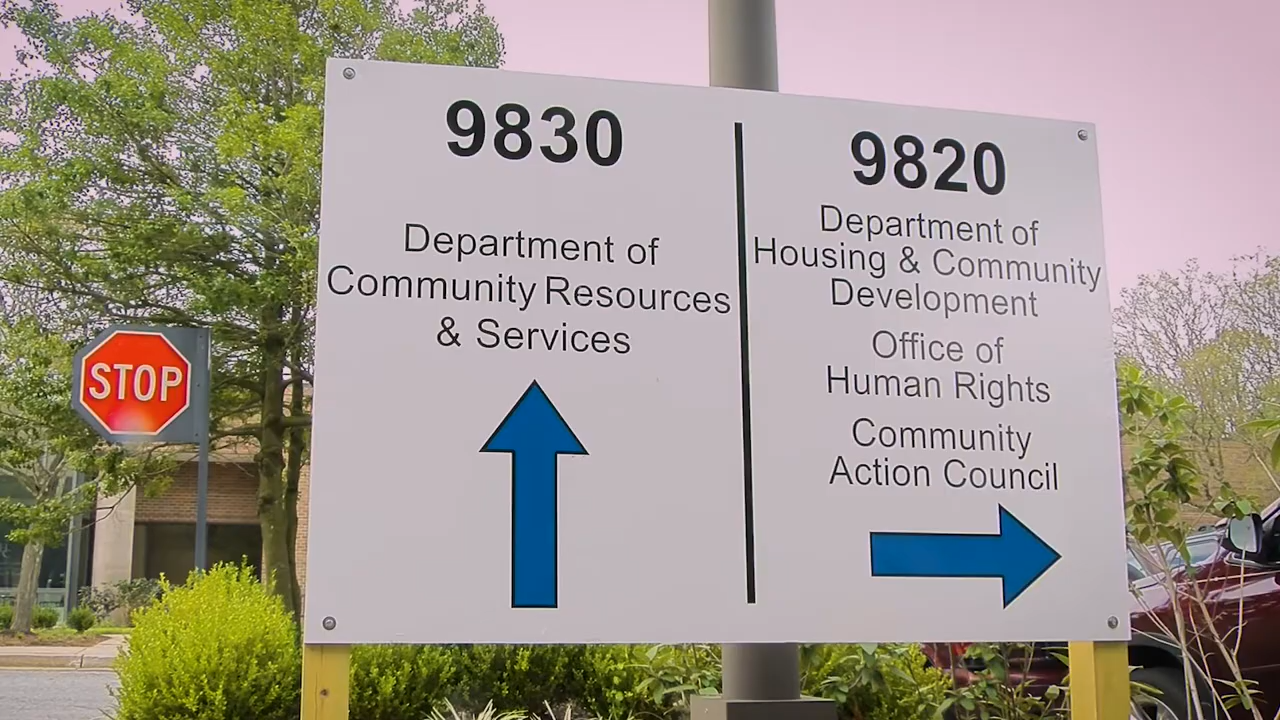 9830
Department of
Community Resources
& Services
9820
Department of
Housing & Community
Development
Office of
Human Rights
Community
Action Council
STOP